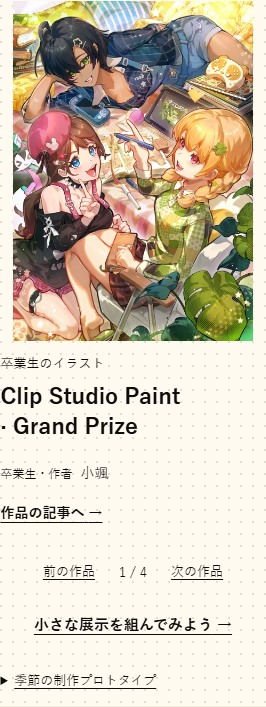 卒業生のイラスト
Clip Studio Paint
· Grand Prize
卒業生・作者 小颯
作品の記事へ →
前の作品 1 / 4 次の作品
小さな展示を組んでみよう →
▶ 季節の制作プロトタイプ